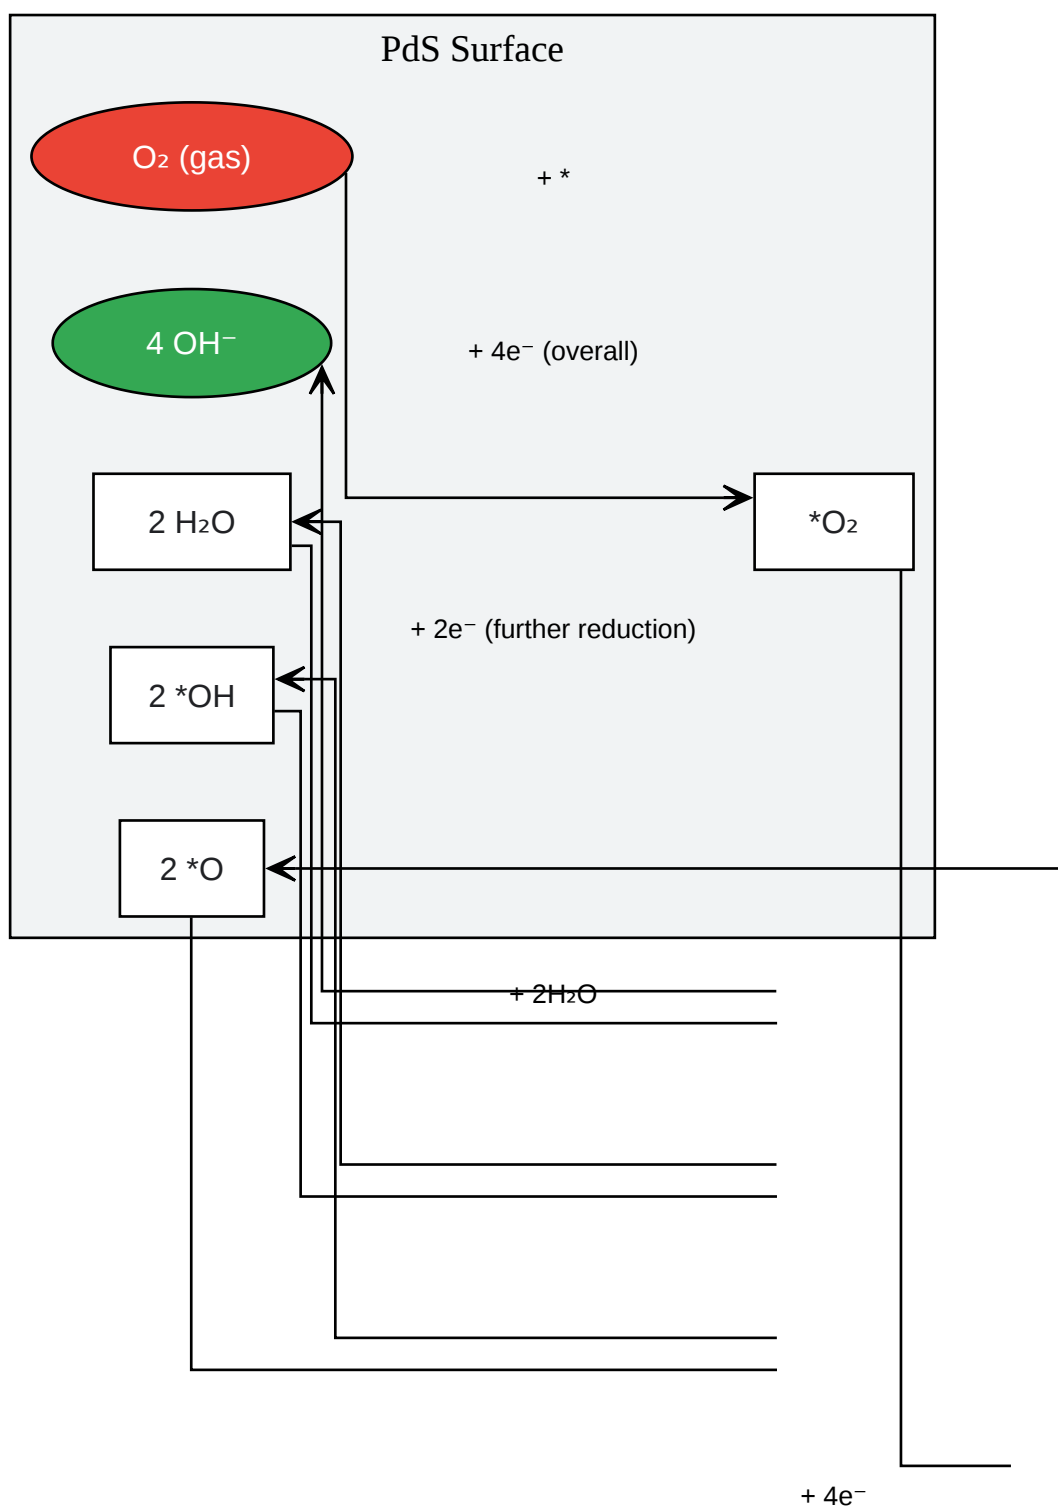 PdS Surface
O₂ (gas)
+ *
4 OH⁻
+ 4e⁻ (overall)
2 H₂O
*O₂
+ 2e⁻ (further reduction)
2 *OH
2 *O
+ 2H₂O
+ 4e⁻